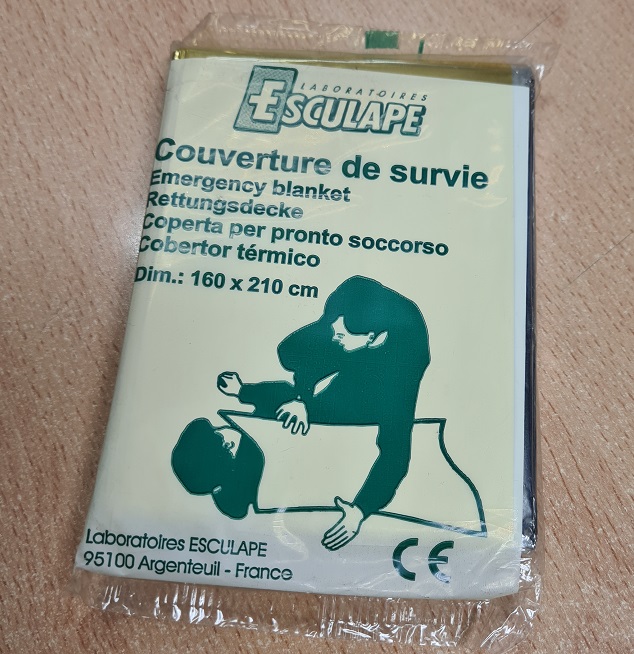 LABORATOIRES
ESCULAPE
Couverture de survie
Emergency blanket
Rettungsdecke
Coperta per pronto soccorso
Cobertor térmico
Dim.: 160 x 210 cm
Laboratoires ESCULAPE
95100 Argenteuil - France
CE